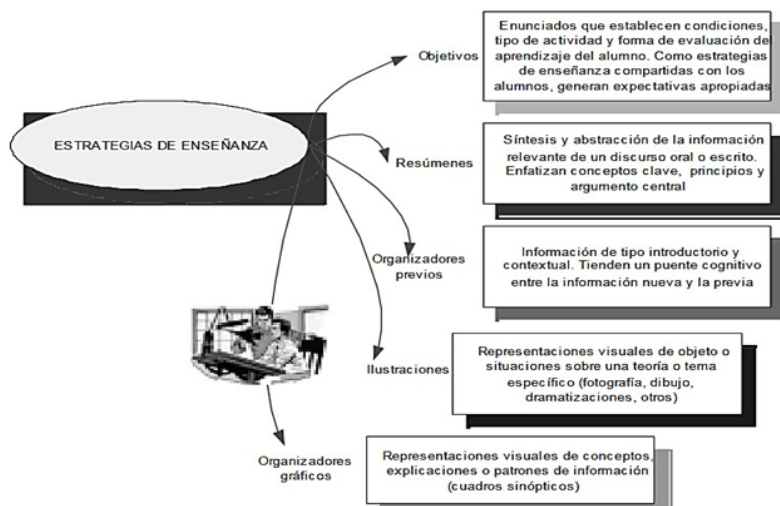 ESTRATEGIAS DE ENSEÑANZA
Objetivos
Enunciados que establecen condiciones,
tipo de actividad y forma de evaluación del
aprendizaje del alumno. Como estrategias
de enseñanza compartidas con los
alumnos, generan expectativas apropiadas
Resúmenes
Síntesis y abstracción de la información
relevante de un discurso oral o escrito.
Enfatizan conceptos clave, principios y
argumento central
Organizadores
previos
Información de tipo introductorio y
contextual. Tienden un puente cognitivo
entre la información nueva y la previa
Ilustraciones
Representaciones visuales de objeto o
situaciones sobre una teoría o tema
específico (fotografía, dibujo,
dramatizaciones, otros)
Organizadores
gráficos
Representaciones visuales de conceptos,
explicaciones o patrones de información
(cuadros sinópticos)